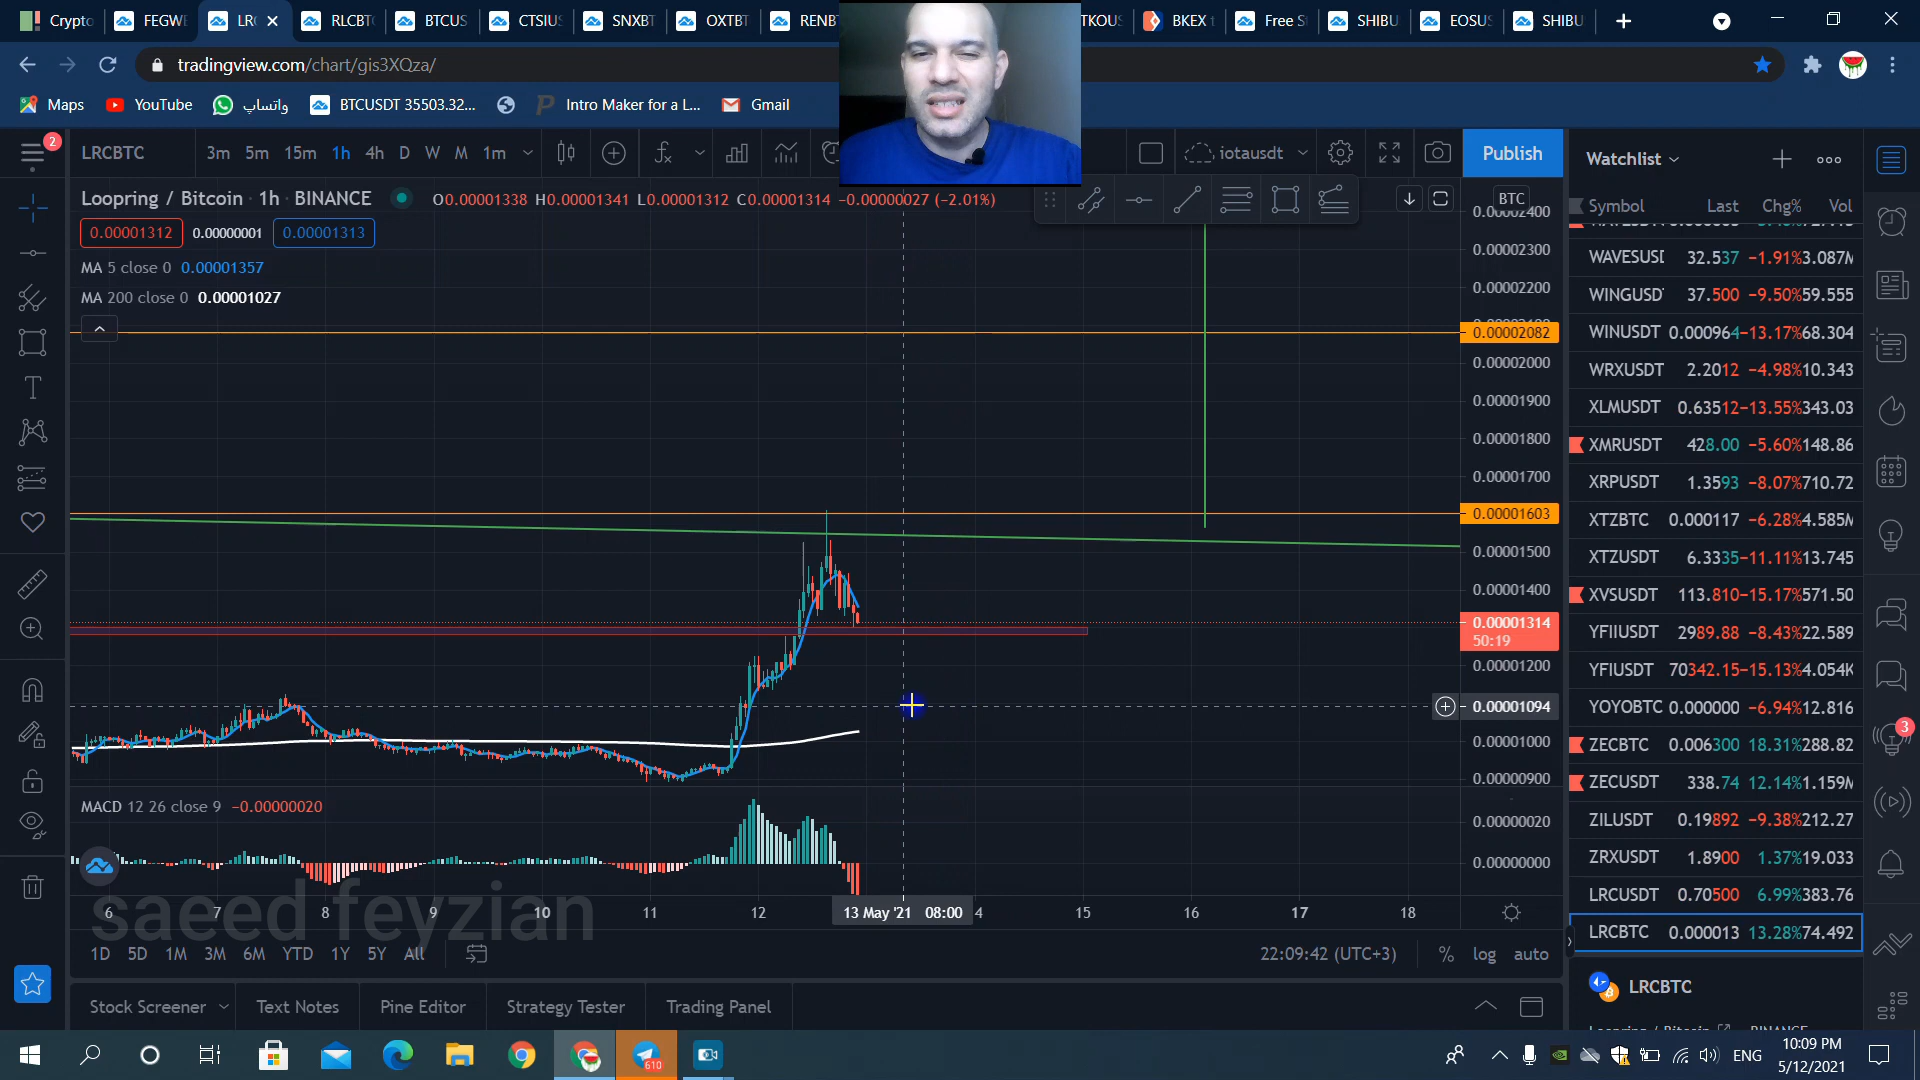 Crypto FEGWE LR RLCBT BTCUS CTSIUS SNXBT OXTBT RENBT TKOUS BKEX t Free S SHIBU EOSUS SHIBU
tradingview.com/chart/gis3XQza/
Maps YouTube واتساپ BTCUSDT 35503.32... Intro Maker for a L... Gmail
2
LRCBTC 3m 5m 15m 1h 4h D W M 1m iotausdt Publish
Watchlist
Loopring / Bitcoin · 1h · BINANCE O0.00001338 H0.00001341 L0.00001312 C0.00001314 −0.00000027 (−2.01%)
BTC
0.00001312 0.00000001 0.00001313
MA 5 close 0 0.00001357
MA 200 close 0 0.00001027
0.00002400
0.00002300
0.00002200
0.00002082
0.00002000
0.00001900
0.00001800
0.00001700
0.00001603
0.00001500
0.00001400
0.00001314
50:19
0.00001200
0.00001094
0.00001000
0.00000900
MACD 12 26 close 9 −0.00000020
0.00000020
0.00000000
saeed feyzian
6 7 8 9 10 11 12 13 May '21 08:00 4 15 16 17 18
1D 5D 1M 3M 6M YTD 1Y 5Y All 22:09:42 (UTC+3) % log auto
Stock Screener Text Notes Pine Editor Strategy Tester Trading Panel
Symbol Last Chg% Vol
WAVESUSD 32.537 −1.91% 3.087M
WINGUSD 37.500 −9.50% 59.555
WINUSDT 0.000964 −13.17% 68.304
WRXUSDT 2.2012 −4.98% 10.343
XLMUSDT 0.63512 −13.55% 343.03
XMRUSDT 428.00 −5.60% 148.86
XRPUSDT 1.3593 −8.07% 710.72
XTZBTC 0.000117 −6.28% 4.585M
XTZUSDT 6.3335 −11.11% 13.745
XVSUSDT 113.810 −15.17% 571.50
YFIIUSDT 2989.88 −8.43% 22.589
YFIUSDT 70342.15 −15.13% 4.054K
YOYOBTC 0.000000 −6.94% 12.816
ZECBTC 0.006300 18.31% 288.82
ZECUSDT 338.74 12.14% 1.159M
ZILUSDT 0.19892 −9.38% 212.27
ZRXUSDT 1.8900 1.37% 19.033
LRCUSDT 0.70500 6.99% 383.76
LRCBTC 0.000013 13.28% 74.492
LRCBTC
3
610
ENG
10:09 PM
5/12/2021